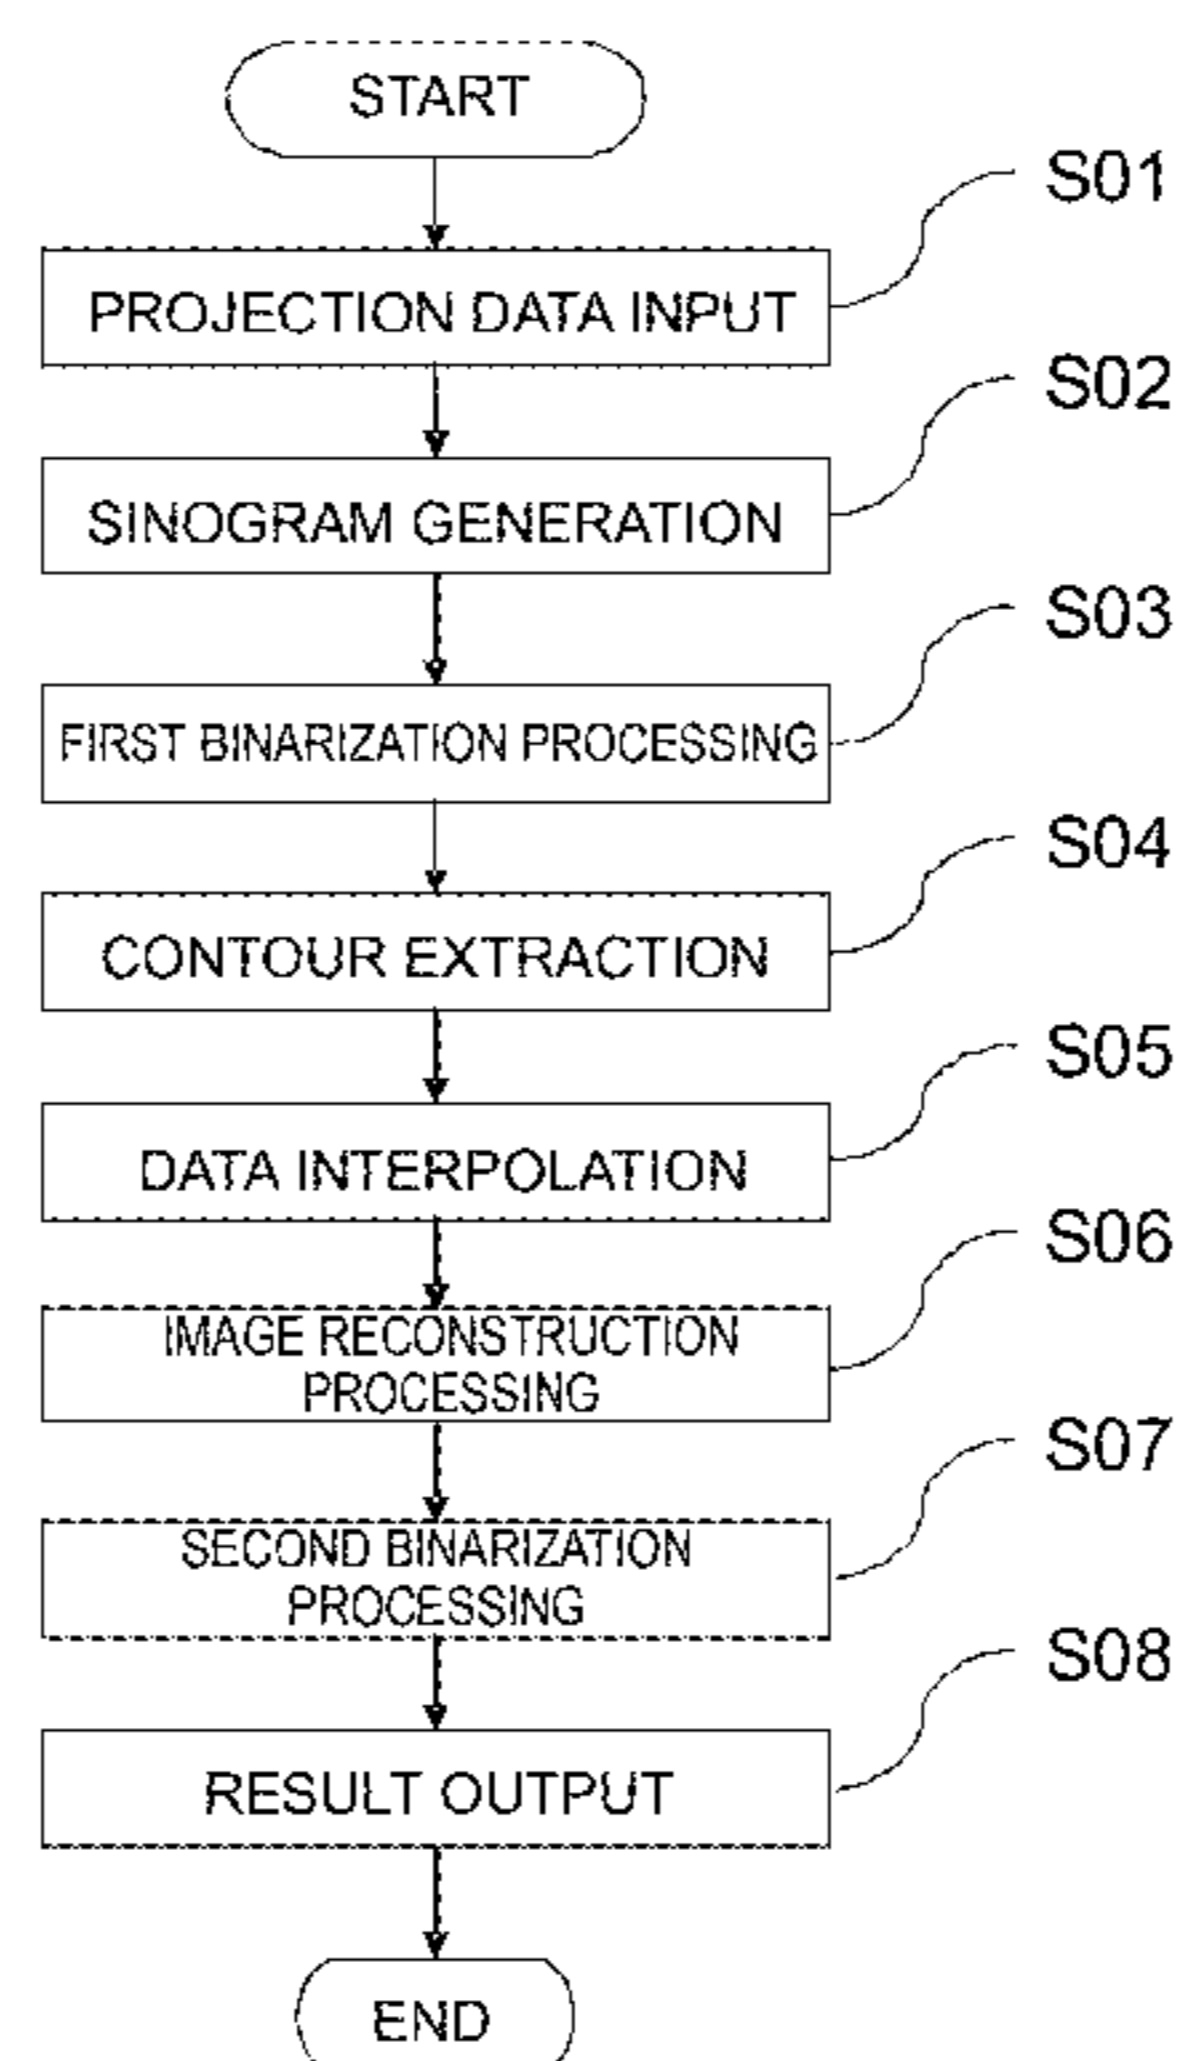 START
S01
PROJECTION DATA INPUT
S02
SINOGRAM GENERATION
S03
FIRST BINARIZATION PROCESSING
S04
CONTOUR EXTRACTION
S05
DATA INTERPOLATION
S06
IMAGE RECONSTRUCTION
PROCESSING
S07
SECOND BINARIZATION
PROCESSING
S08
RESULT OUTPUT
END